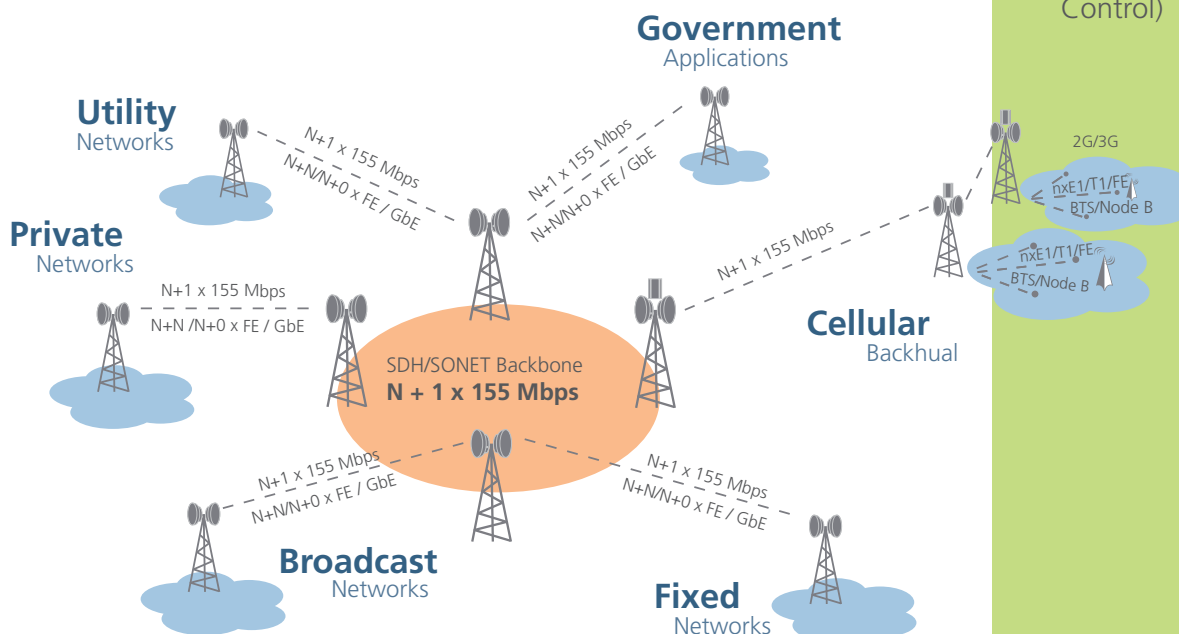 Control)
Government
Applications
Utility
Networks
N+1 x 155 Mbps
N+N/N+0 x FE / GbE
N+1 x 155 Mbps
N+N/N+0 x FE / GbE
2G/3G
nxE1/T1/FE
BTS/Node B
Private
Networks
N+1 x 155 Mbps
N+N /N+0 x FE / GbE
N+1 x 155 Mbps
nxE1/T1/FE
BTS/Node B
Cellular
Backhual
SDH/SONET Backbone
N + 1 x 155 Mbps
N+1 x 155 Mbps
N+N/N+0 x FE / GbE
N+1 x 155 Mbps
N+N/N+0 x FE / GbE
Broadcast
Networks
Fixed
Networks